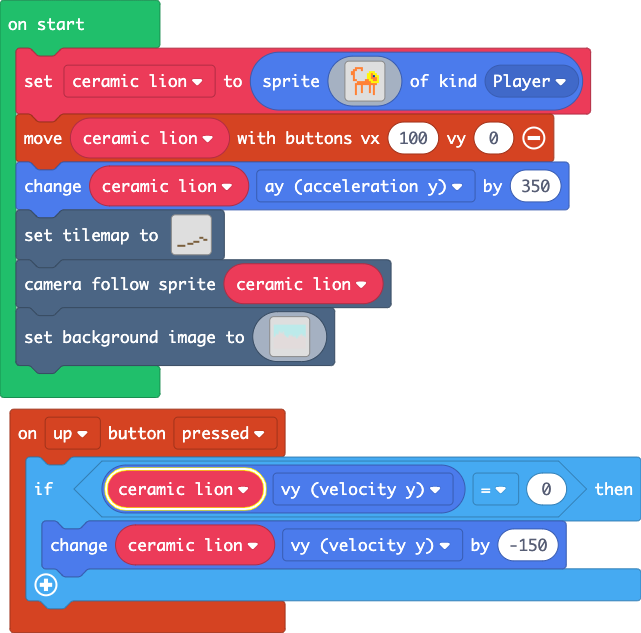 on start
set ceramic lion to sprite of kind Player
move ceramic lion with buttons vx 100 vy 0
change ceramic lion ay (acceleration y) by 350
set tilemap to
camera follow sprite ceramic lion
set background image to
on up button pressed
if ceramic lion vy (velocity y) = 0 then
change ceramic lion vy (velocity y) by -150